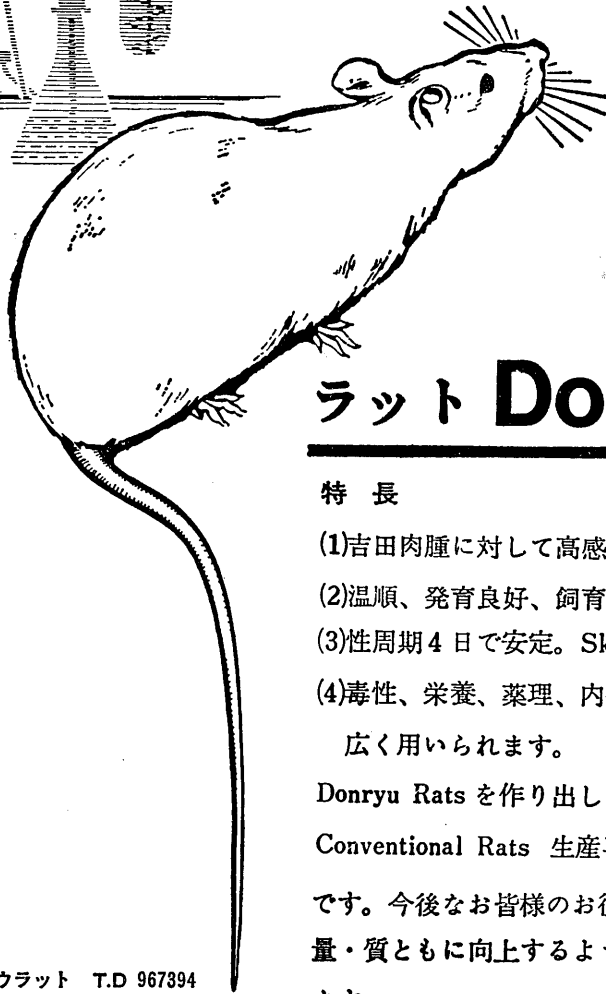 ラット Do
特長
(1)吉田肉腫に対して高感
(2)温順、発育良好、飼育
(3)性周期4日で安定。Sk
(4)毒性、栄養、薬理、内
広く用いられます。
Donryu Rats を作り出し
Conventional Rats 生産
です。今後なお皆様のお
量・質ともに向上するよ
ウラット T.D 967394